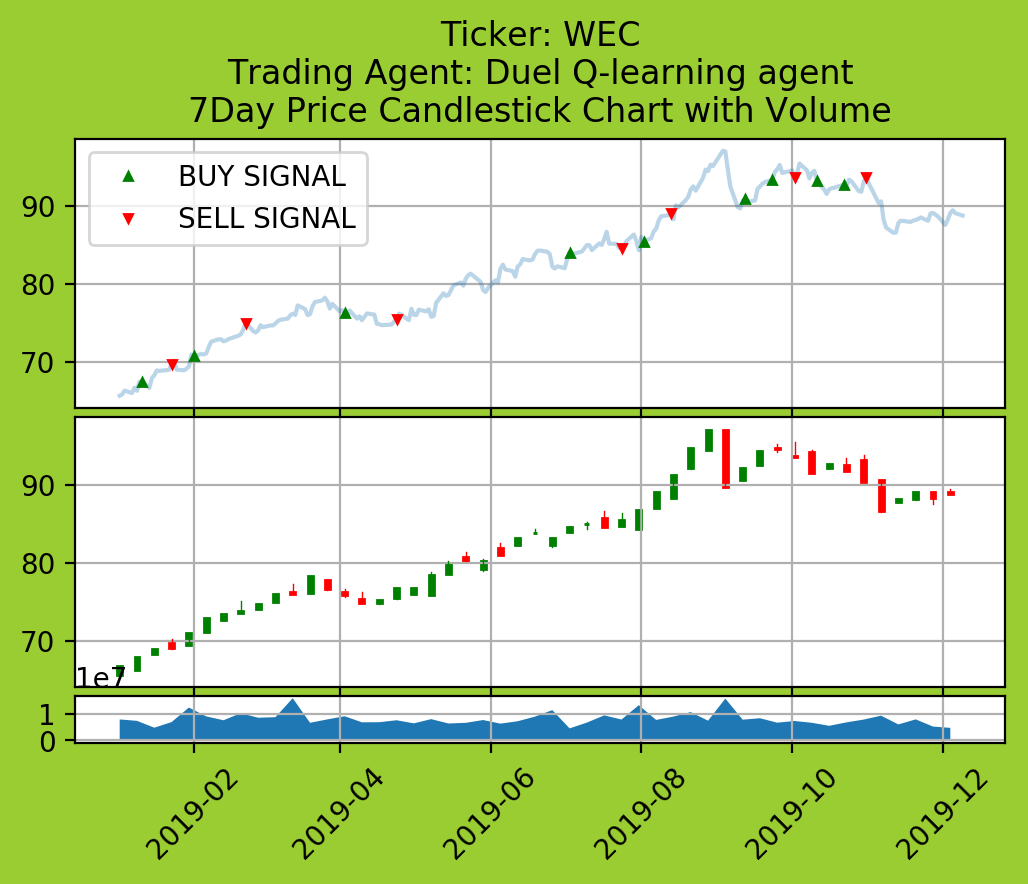 Ticker: WEC
Trading Agent: Duel Q-learning agent
7Day Price Candlestick Chart with Volume
BUY SIGNAL
SELL SIGNAL
90
80
70
90
80
70
1e7
1
0
2019-02
2019-04
2019-06
2019-08
2019-10
2019-12